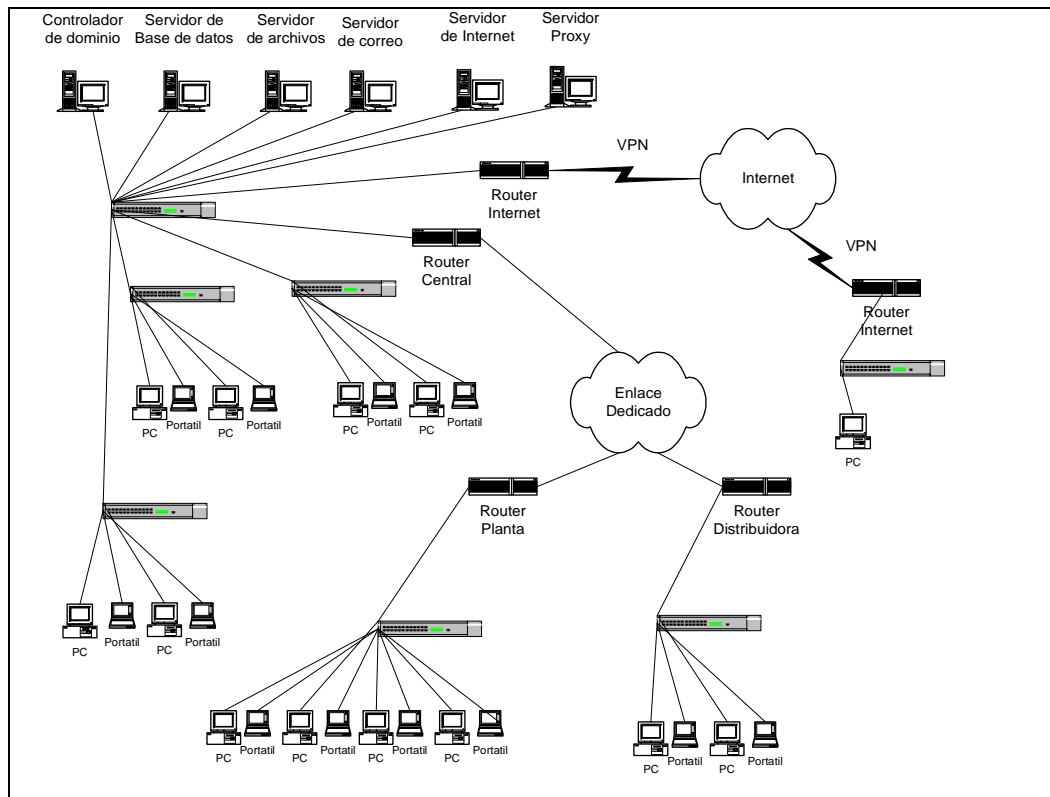 Controlador
de dominio
Servidor de
Base de datos
Servidor
de archivos
Servidor
de correo
Servidor
de Internet
Servidor
Proxy
VPN
Internet
Router
Internet
VPN
Router
Central
Router
Internet
PC
Portatil
PC
Portatil
PC
Portatil
PC
Portatil
Enlace
Dedicado
PC
Router
Planta
Router
Distribuidora
PC
Portatil
PC
Portatil
PC
Portatil
PC
Portatil
PC
Portatil
PC
Portatil
PC
Portatil
PC
Portatil